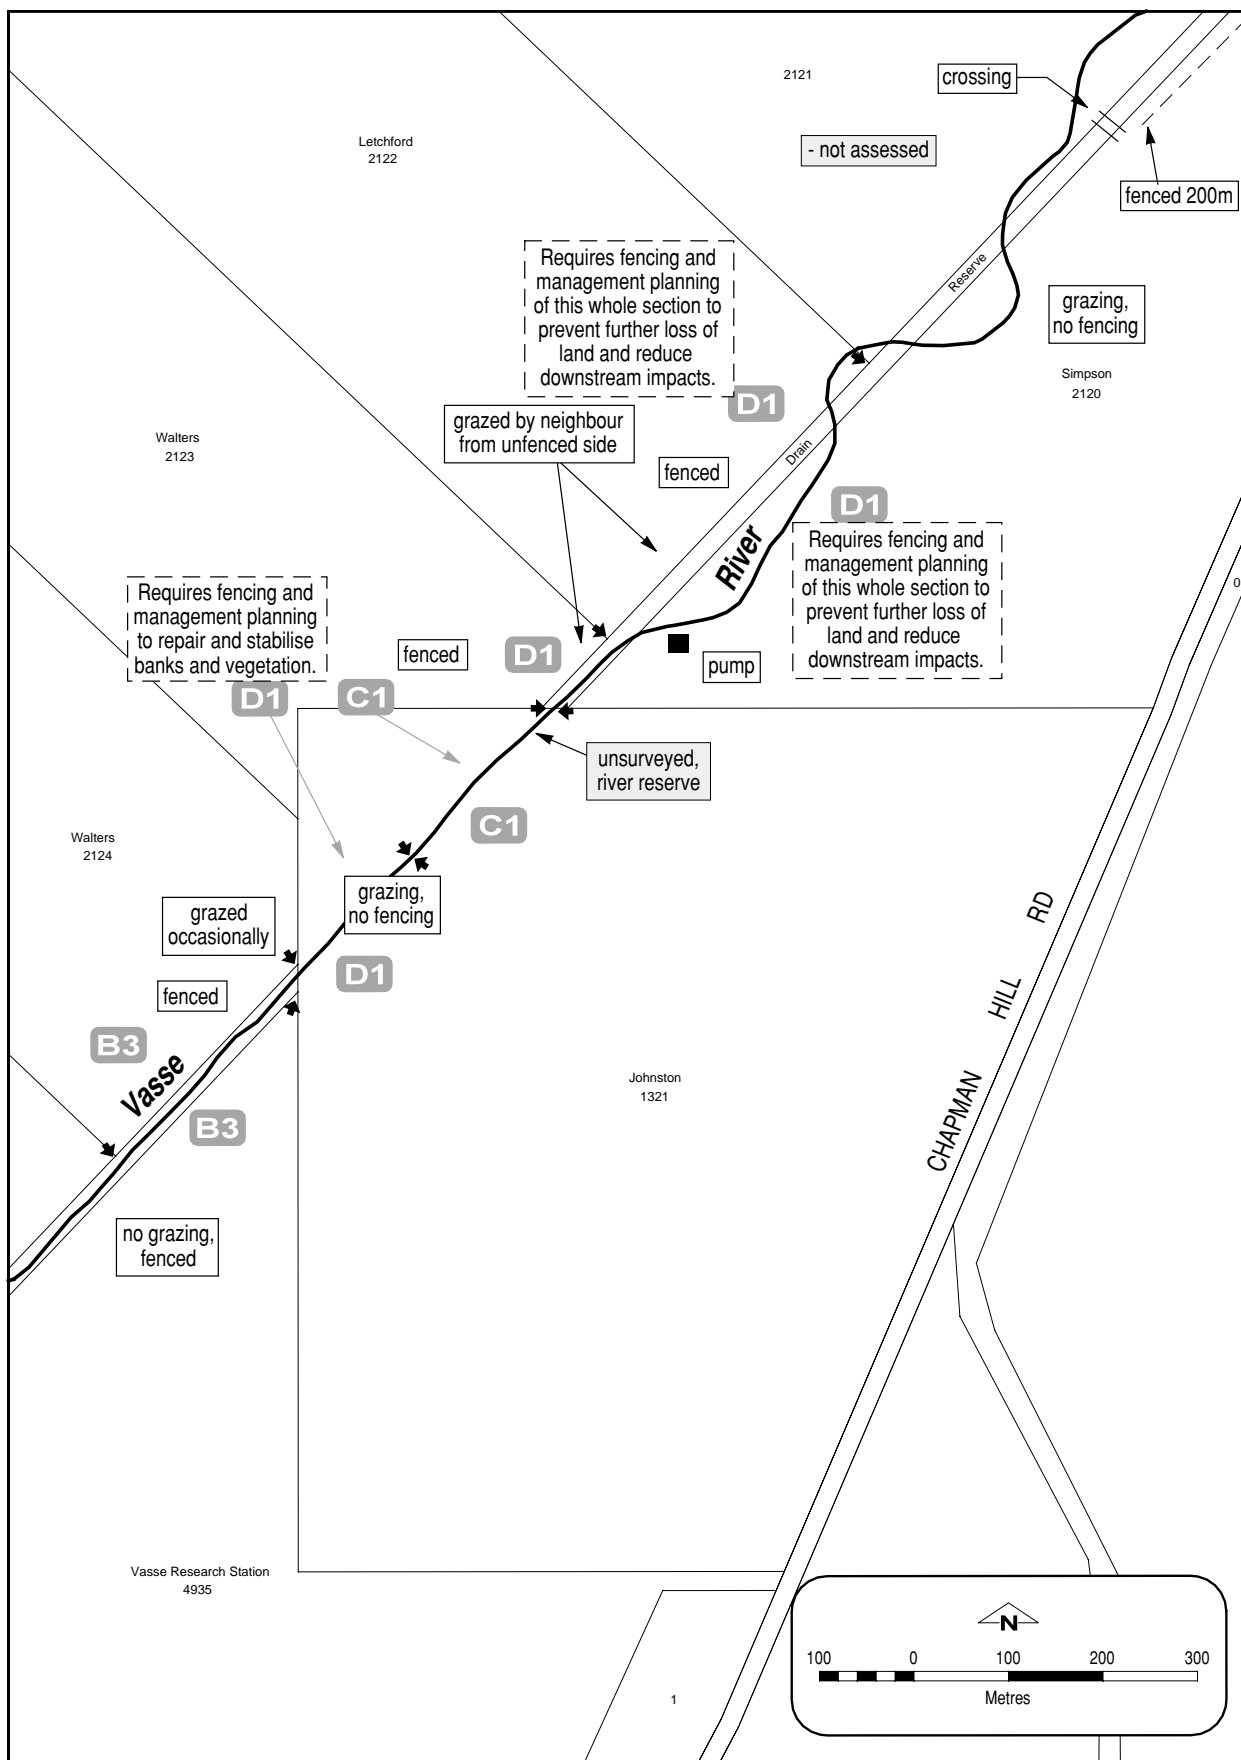 2121
crossing
Letchford
2122
- not assessed
fenced 200m
Requires fencing and
management planning
of this whole section to
prevent further loss of
land and reduce
downstream impacts.
Reserve
grazing,
no fencing
Simpson
2120
D1
grazed by neighbour
from unfenced side
Walters
2123
Drain
fenced
D1
River
Requires fencing and
management planning
of this whole section to
prevent further loss of
land and reduce
downstream impacts.
0
Requires fencing and
management planning
to repair and stabilise
banks and vegetation.
fenced
D1
pump
D1
C1
unsurveyed,
river reserve
C1
Walters
2124
grazing,
no fencing
grazed
occasionally
D1
fenced
B3
Vasse
B3
Johnston
1321
CHAPMAN HILL RD
no grazing,
fenced
Vasse Research Station
4935
1
N
100 0 100 200 300
Metres